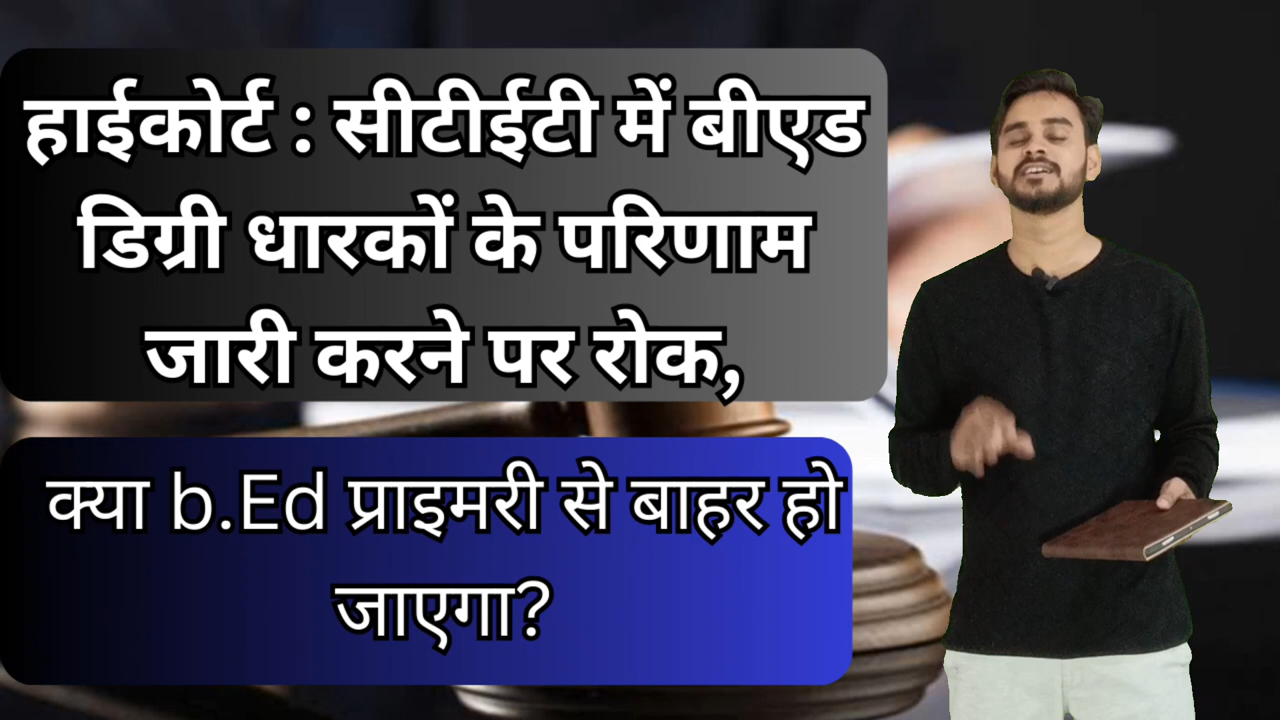 हाईकोर्ट : सीटीईटी में बीएड
डिग्री धारकों के परिणाम
जारी करने पर रोक,
क्या b.Ed प्राइमरी से बाहर हो
जाएगा?